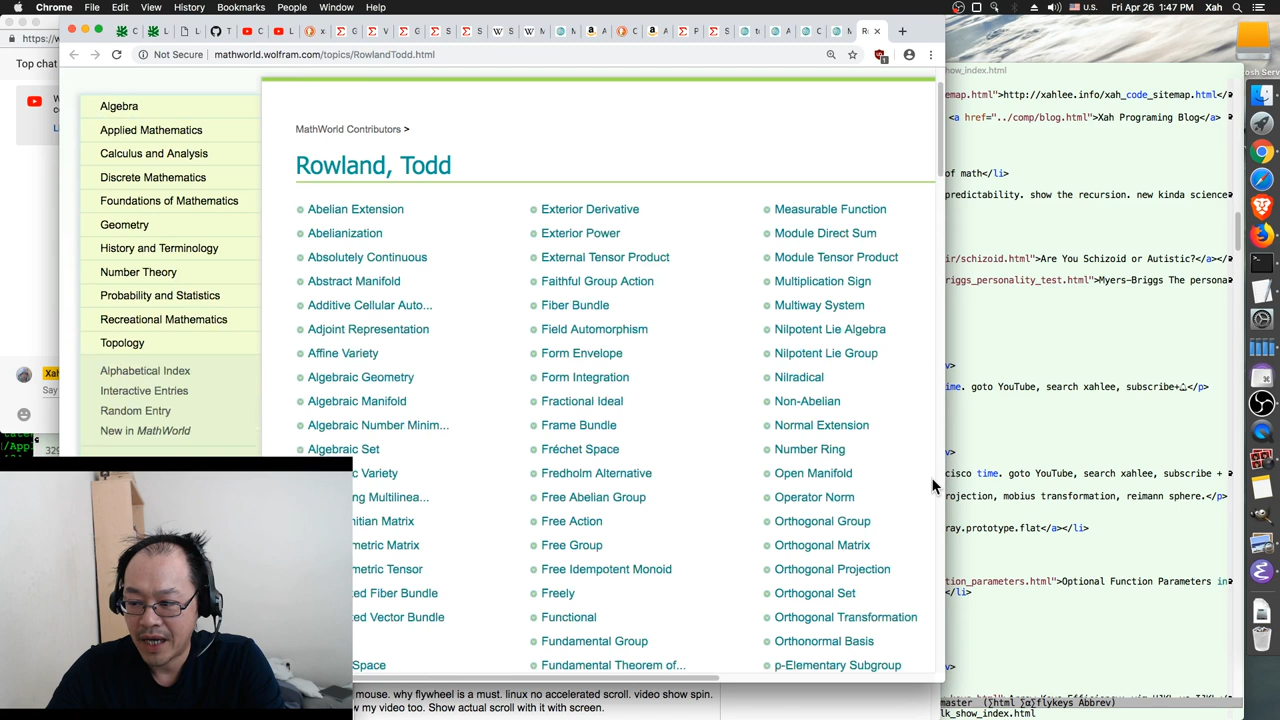 Chrome File Edit View History Bookmarks People Window Help
U.S. Fri Apr 26 1:47 PM Xah
https://w
Top chat
Not Secure mathworld.wolfram.com/topics/RowlandTodd.html
Algebra
Applied Mathematics
Calculus and Analysis
Discrete Mathematics
Foundations of Mathematics
Geometry
History and Terminology
Number Theory
Probability and Statistics
Recreational Mathematics
Topology
Alphabetical Index
Interactive Entries
Random Entry
New in MathWorld
MathWorld Contributors >
Rowland, Todd
Abelian Extension
Abelianization
Absolutely Continuous
Abstract Manifold
Additive Cellular Auto...
Adjoint Representation
Affine Variety
Algebraic Geometry
Algebraic Manifold
Algebraic Number Minim...
Algebraic Set
c Variety
ng Multilinea...
nitian Matrix
metric Matrix
metric Tensor
ed Fiber Bundle
ed Vector Bundle
Space
Exterior Derivative
Exterior Power
External Tensor Product
Faithful Group Action
Fiber Bundle
Field Automorphism
Form Envelope
Form Integration
Fractional Ideal
Frame Bundle
Fréchet Space
Fredholm Alternative
Free Abelian Group
Free Action
Free Group
Free Idempotent Monoid
Freely
Functional
Fundamental Group
Fundamental Theorem of...
Measurable Function
Module Direct Sum
Module Tensor Product
Multiplication Sign
Multiway System
Nilpotent Lie Algebra
Nilpotent Lie Group
Nilradical
Non-Abelian
Normal Extension
Number Ring
Open Manifold
Operator Norm
Orthogonal Group
Orthogonal Matrix
Orthogonal Projection
Orthogonal Set
Orthogonal Transformation
Orthonormal Basis
p-Elementary Subgroup
Xah
Say
/Appl
329
mouse. why flywheel is a must. linux no accelerated scroll. video show spin.
my video too. Show actual scroll with it with screen.
how_index.html
emap.html">http://xahlee.info/xah_code_sitemap.html</
<a href="../comp/blog.html">Xah Programing Blog</a>
of math</li>
predictability. show the recursion. new kinda science
ir/schizoid.html">Are You Schizoid or Autistic?</a></
briggs_personality_test.html">Myers-Briggs The persona
v>
ime. goto YouTube, search xahlee, subscribe+</p>
v>
cisco time. goto YouTube, search xahlee, subscribe +
rojection, mobius transformation, reimann sphere.</p>
ray.prototype.flat</a></li>
tion_parameters.html">Optional Function Parameters in
</li>
v>
lk_show_index.html